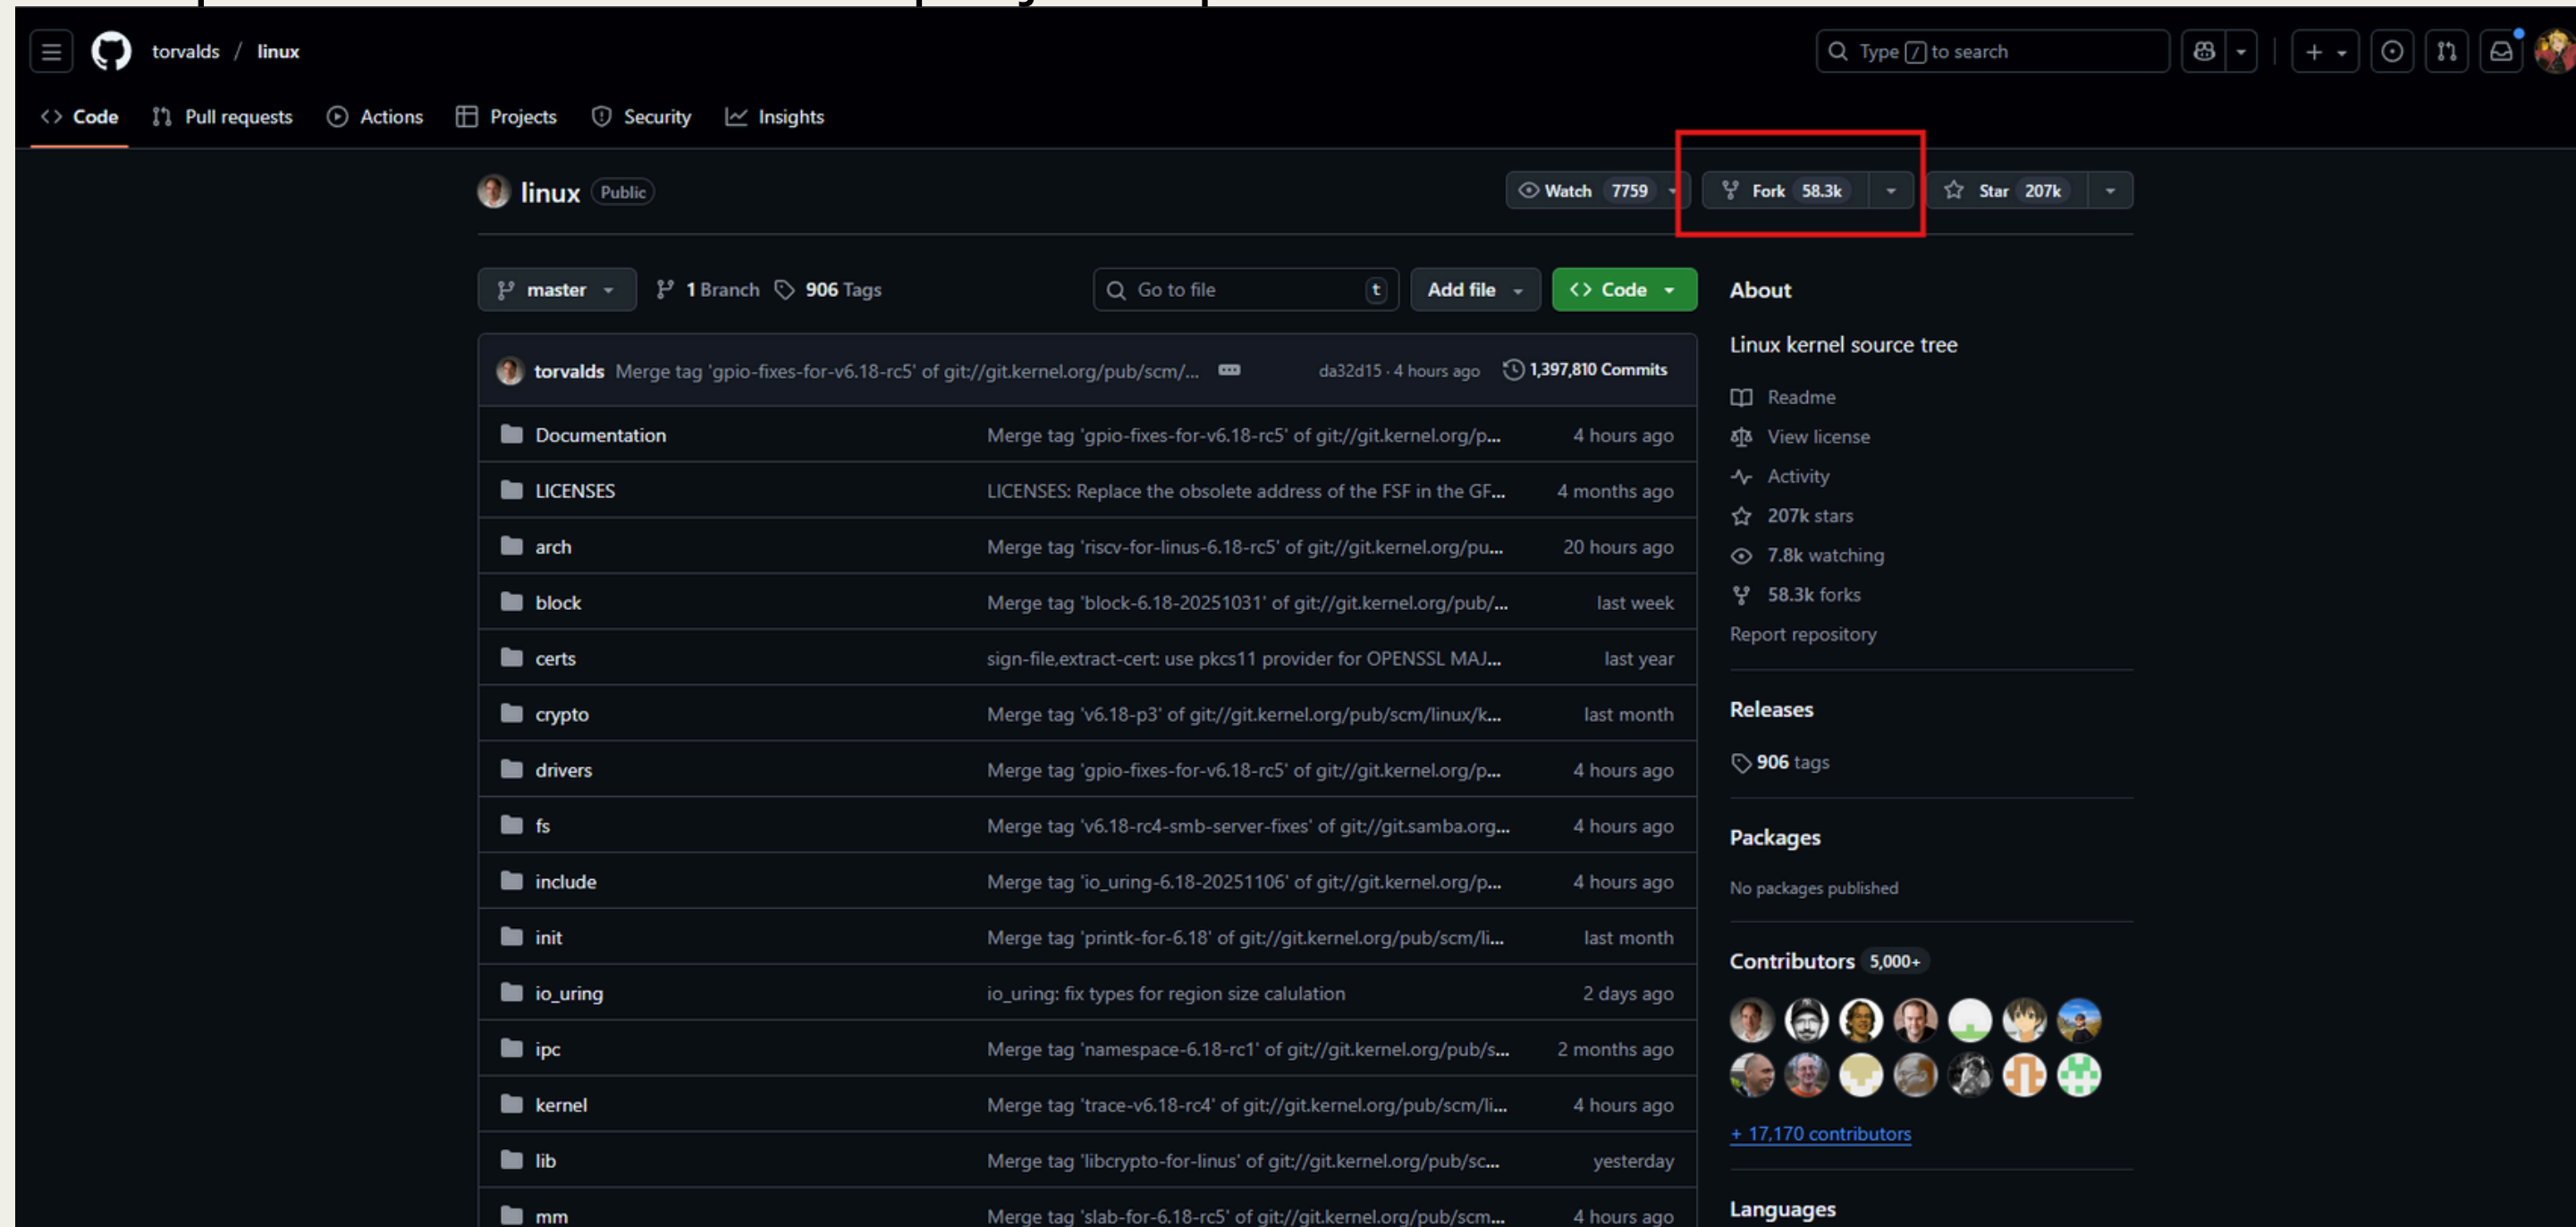 torvalds / linux
Type / to search
Code Pull requests Actions Projects Security Insights
linux Public
Watch 7759 Fork 58.3k Star 207k
master 1 Branch 906 Tags
Go to file t Add file Code
torvalds Merge tag 'gpio-fixes-for-v6.18-rc5' of git://git.kernel.org/pub/scm/... da32d15 · 4 hours ago 1,397,810 Commits
Documentation Merge tag 'gpio-fixes-for-v6.18-rc5' of git://git.kernel.org/p... 4 hours ago
LICENSES LICENSES: Replace the obsolete address of the FSF in the GF... 4 months ago
arch Merge tag 'riscv-for-linus-6.18-rc5' of git://git.kernel.org/pu... 20 hours ago
block Merge tag 'block-6.18-20251031' of git://git.kernel.org/pub/... last week
certs sign-file,extract-cert: use pkcs11 provider for OPENSSL MAJ... last year
crypto Merge tag 'v6.18-p3' of git://git.kernel.org/pub/scm/linux/k... last month
drivers Merge tag 'gpio-fixes-for-v6.18-rc5' of git://git.kernel.org/p... 4 hours ago
fs Merge tag 'v6.18-rc4-smb-server-fixes' of git://git.samba.org... 4 hours ago
include Merge tag 'io_uring-6.18-20251106' of git://git.kernel.org/p... 4 hours ago
init Merge tag 'printk-for-6.18' of git://git.kernel.org/pub/scm/li... last month
io_uring io_uring: fix types for region size calulation 2 days ago
ipc Merge tag 'namespace-6.18-rc1' of git://git.kernel.org/pub/s... 2 months ago
kernel Merge tag 'trace-v6.18-rc4' of git://git.kernel.org/pub/scm/li... 4 hours ago
lib Merge tag 'libcrypto-for-linus' of git://git.kernel.org/pub/sc... yesterday
mm Merge tag 'slab-for-6.18-rc5' of git://git.kernel.org/pub/scm... 4 hours ago
About
Linux kernel source tree
Readme
View license
Activity
207k stars
7.8k watching
58.3k forks
Report repository
Releases
906 tags
Packages
No packages published
Contributors 5,000+
+ 17,170 contributors
Languages